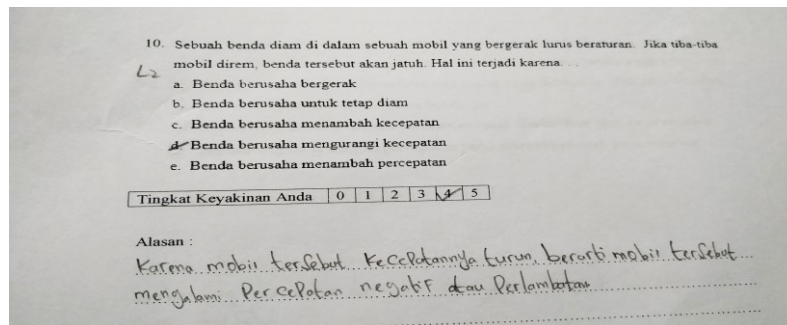 10. Sebuah benda diam di dalam sebuah mobil yang bergerak lurus beraturan. Jika tiba-tiba
mobil direm, benda tersebut akan jatuh. Hal ini terjadi karena. . .
L2
a. Benda berusaha bergerak
b. Benda berusaha untuk tetap diam
c. Benda berusaha menambah kecepatan
d. Benda berusaha mengurangi kecepatan
e. Benda berusaha menambah percepatan
Tingkat Keyakinan Anda 0 1 2 3 4 5
Alasan :
Karena mobil tersebut kecepatannya turun, berarti mobil tersebut
mengalami percepatan negatif atau perlambatan